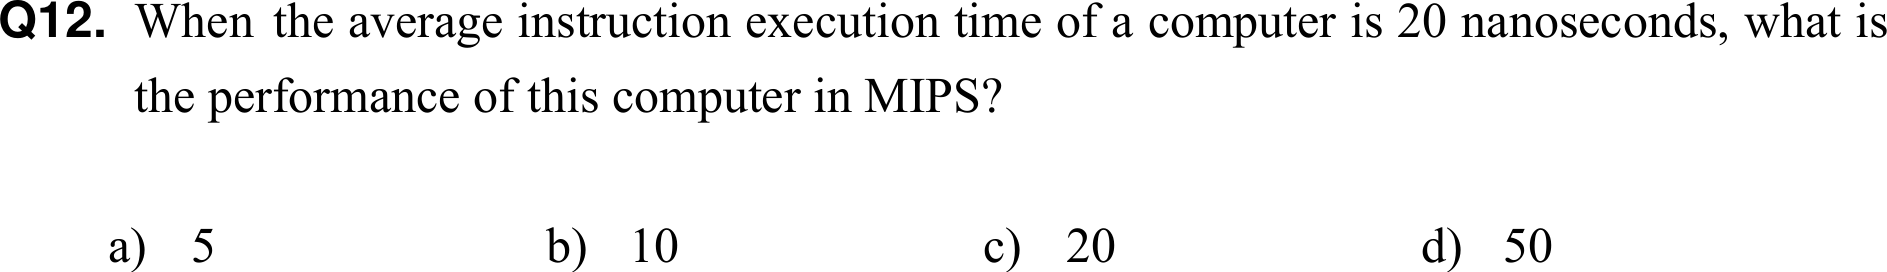 Q12. When the average instruction execution time of a computer is 20 nanoseconds, what is
the performance of this computer in MIPS?
a) 5 b) 10 c) 20 d) 50